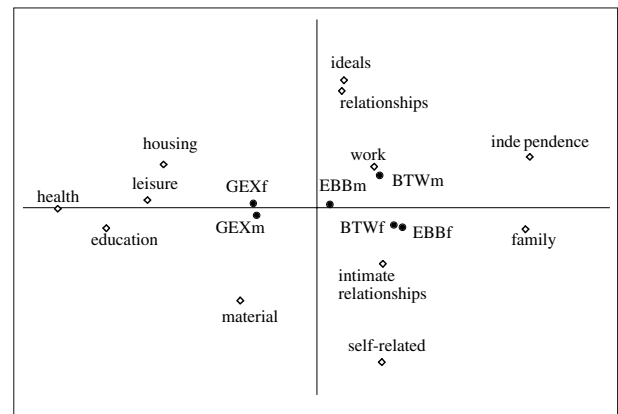 ideals
relationships
housing
work
inde pendence
leisure
GEXf
EBBm
BTWm
health
education
GEXm
BTWf
EBBf
family
intimate
relationships
material
self-related